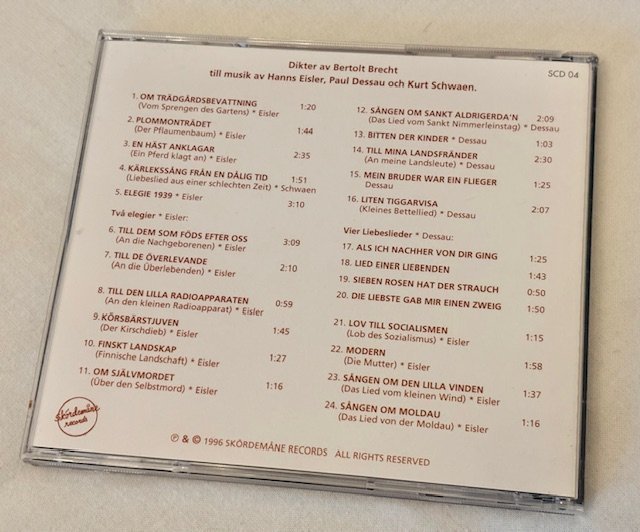 Dikter av Bertolt Brecht
till musik av Hanns Eisler, Paul Dessau och Kurt Schwaen.
SCD 04
1. OM TRÄDGÅRDSBEVATTNING 1:20
(Vom Sprengen des Gartens) * Eisler
2. PLOMMONTRÄDET 1:44
(Der Pflaumenbaum) * Eisler
3. EN HÄST ANKLAGAR 2:35
(Ein Pferd klagt an) * Eisler
4. KÄRLEKSSÅNG FRÅN EN DÅLIG TID 1:51
(Liebeslied aus einer schlechten Zeit) * Schwaen
5. ELEGIE 1939 * Eisler 3:10
Två elegier * Eisler:
6. TILL DEM SOM FÖDS EFTER OSS 3:09
(An die Nachgeborenen) * Eisler
7. TILL DE ÖVERLEVANDE 2:10
(An die Überlebenden) * Eisler
8. TILL DEN LILLA RADIOAPPARATEN 0:59
(An den kleinen Radioapparat) * Eisler
9. KÖRSBÄRSTJUVEN 1:45
(Der Kirschdieb) * Eisler
10. FINSKT LANDSKAP 1:27
(Finnische Landschaft) * Eisler
11. OM SJÄLVMORDET 1:16
(Über den Selbstmord) * Eisler
12. SÅNGEN OM SANKT ALDRIGERDA'N 2:09
(Das Lied vom Sankt Nimmerleinstag) * Dessau
13. BITTEN DER KINDER * Dessau 1:03
14. TILL MINA LANDSFRÄNDER 2:30
(An meine Landsleute) * Dessau
15. MEIN BRUDER WAR EIN FLIEGER 1:25
Dessau
16. LITEN TIGGARVISA 2:07
(Kleines Bettellied) * Dessau
Vier Liebeslieder * Dessau:
17. ALS ICH NACHHER VON DIR GING 1:25
18. LIED EINER LIEBENDEN 1:43
19. SIEBEN ROSEN HAT DER STRAUCH 0:50
20. DIE LIEBSTE GAB MIR EINEN ZWEIG 1:50
21. LOV TILL SOCIALISMEN 1:15
(Lob des Sozialismus) * Eisler
22. MODERN 1:58
(Die Mutter) * Eisler
23. SÅNGEN OM DEN LILLA VINDEN 1:37
(Das Lied vom kleinen Wind) * Eisler
24. SÅNGEN OM MOLDAU 1:16
(Das Lied von der Moldau) * Eisler
Skördemåne
records
℗ & © 1996 SKÖRDEMÅNE RECORDS ALL RIGHTS RESERVED